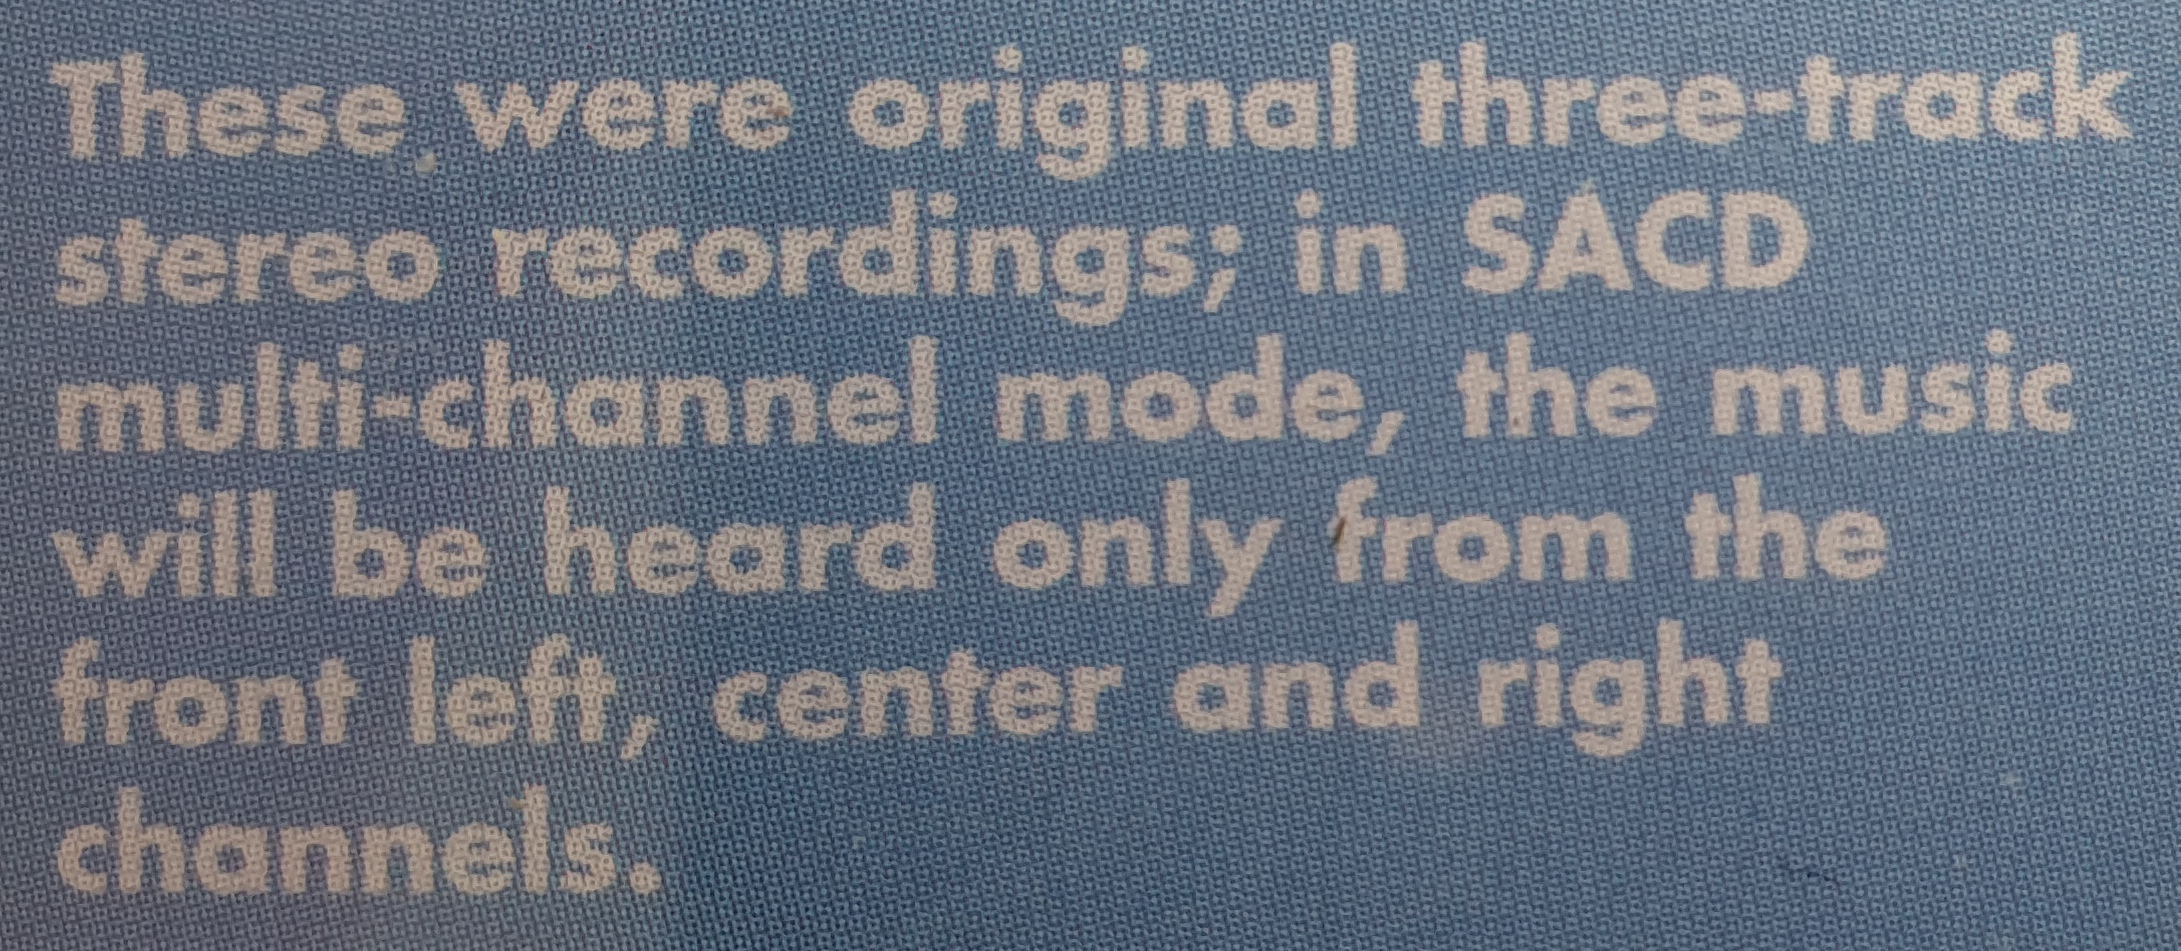 These were original three-track
stereo recordings; in SACD
multi-channel mode, the music
will be heard only from the
front left, center and right
channels.